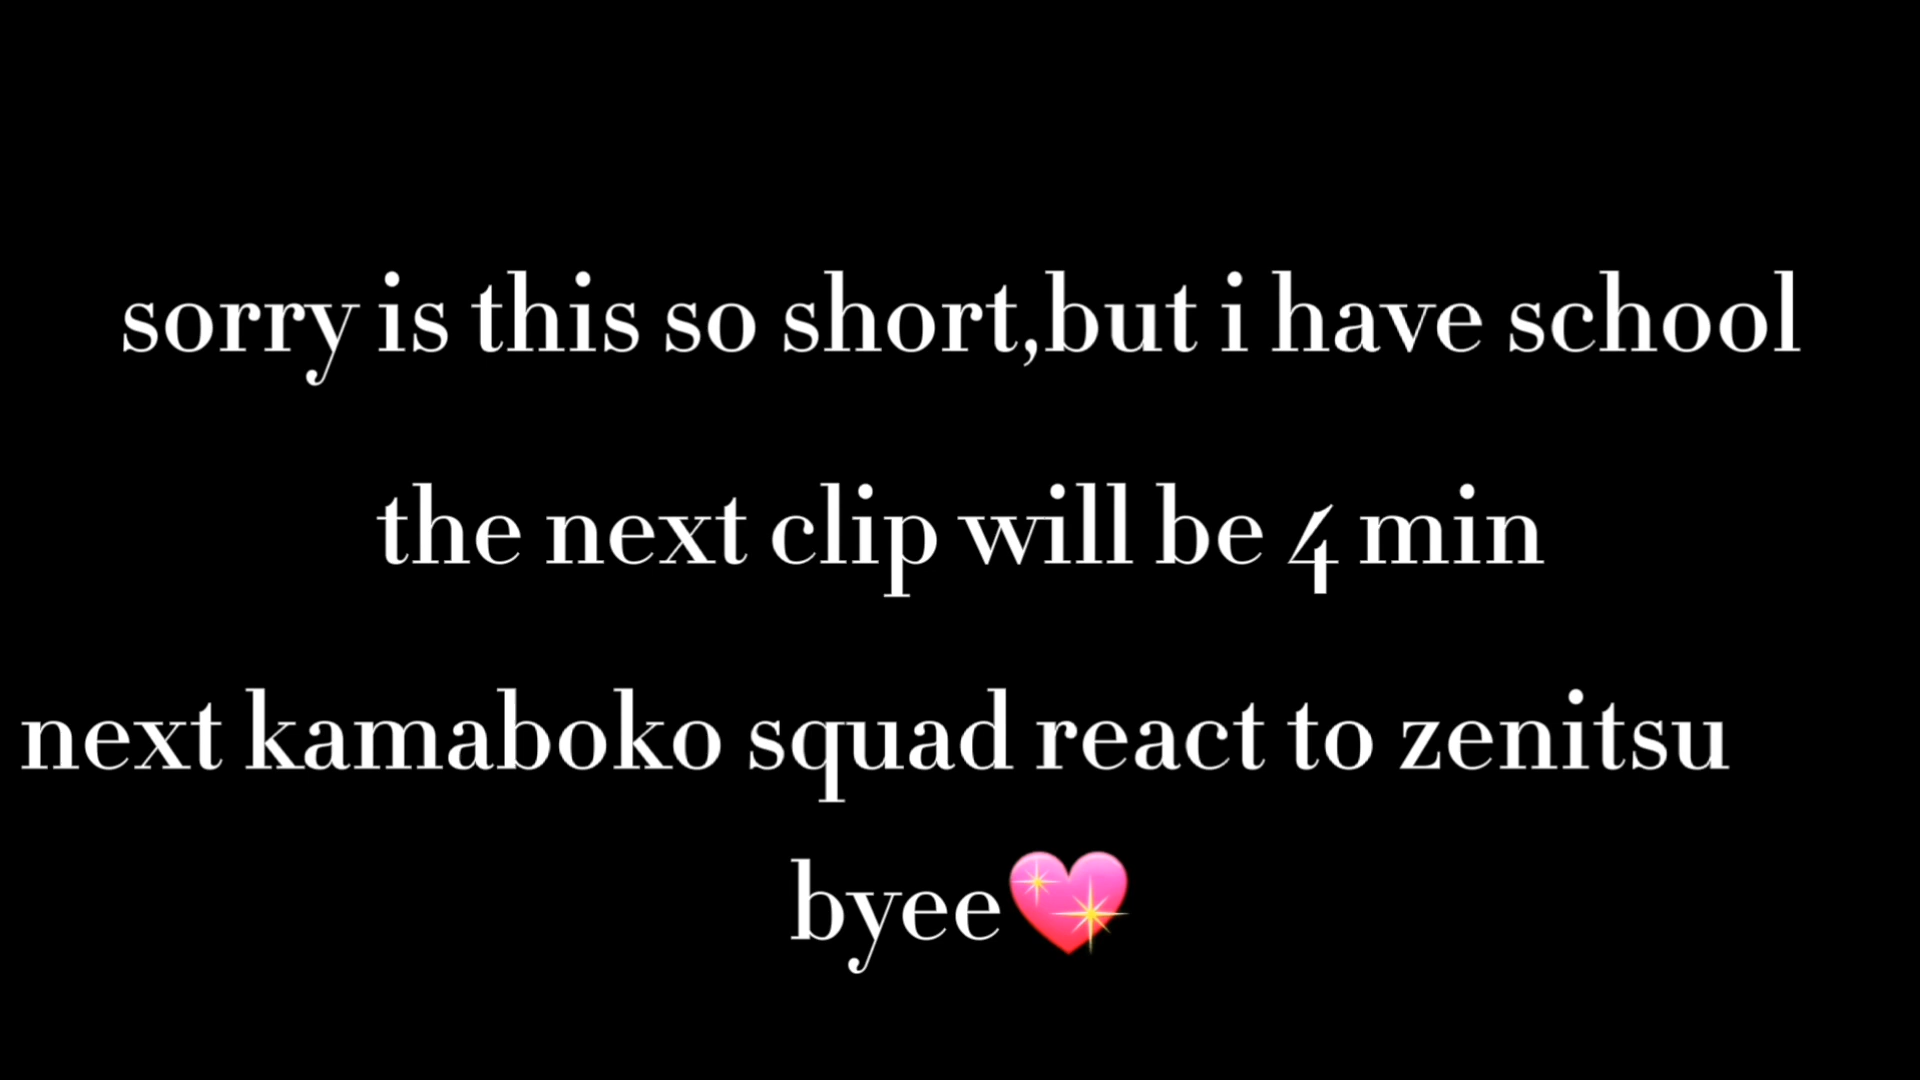 sorry is this so short,but i have school
the next clip will be 4 min
next kamaboko squad react to zenitsu
byee💖